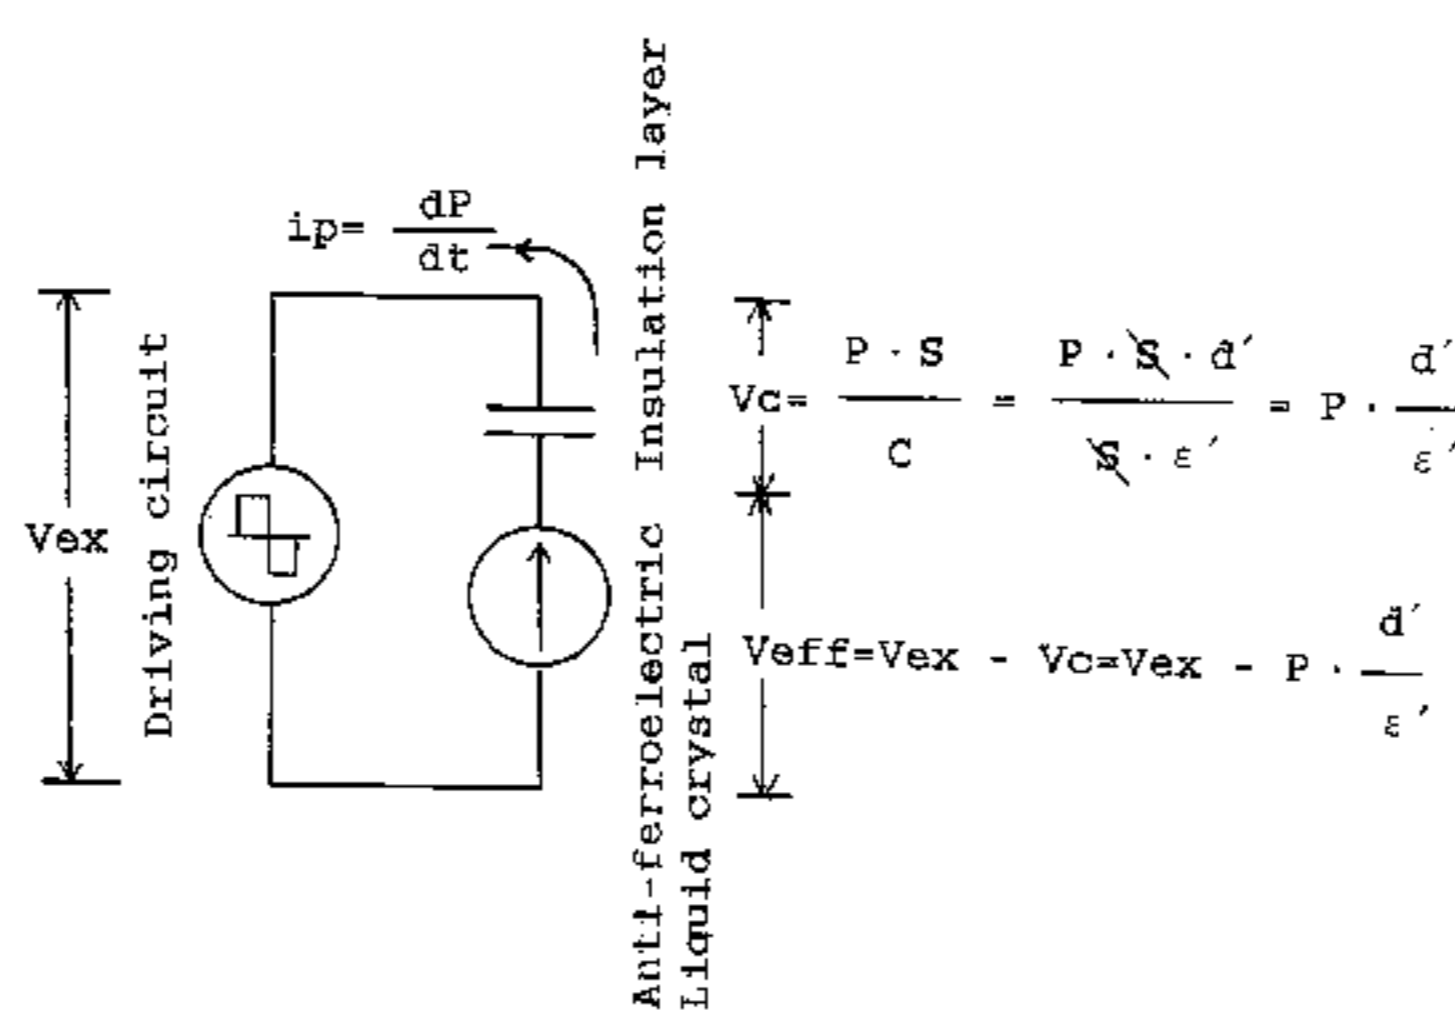 ip= dP/dt
Vex
Driving circuit
Insulation layer
Anti-ferroelectric
Liquid crystal
Vc= P · S / C = P · S · d′ / S · ε′ = P · d′ / ε′
Veff=Vex - Vc=Vex - P · d′ / ε′